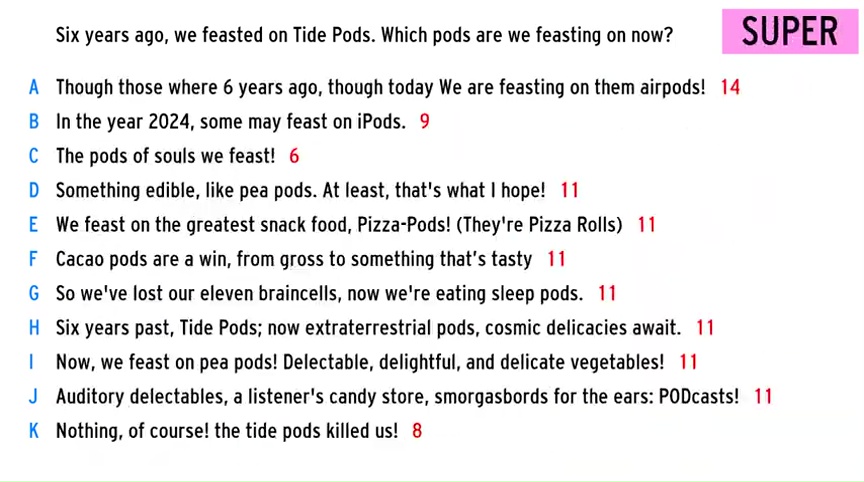 Six years ago, we feasted on Tide Pods. Which pods are we feasting on now?
SUPER
A Though those where 6 years ago, though today We are feasting on them airpods! 14
B In the year 2024, some may feast on iPods. 9
C The pods of souls we feast! 6
D Something edible, like pea pods. At least, that's what I hope! 11
E We feast on the greatest snack food, Pizza-Pods! (They're Pizza Rolls) 11
F Cacao pods are a win, from gross to something that’s tasty 11
G So we've lost our eleven braincells, now we're eating sleep pods. 11
H Six years past, Tide Pods; now extraterrestrial pods, cosmic delicacies await. 11
I Now, we feast on pea pods! Delectable, delightful, and delicate vegetables! 11
J Auditory delectables, a listener's candy store, smorgasbords for the ears: PODcasts! 11
K Nothing, of course! the tide pods killed us! 8